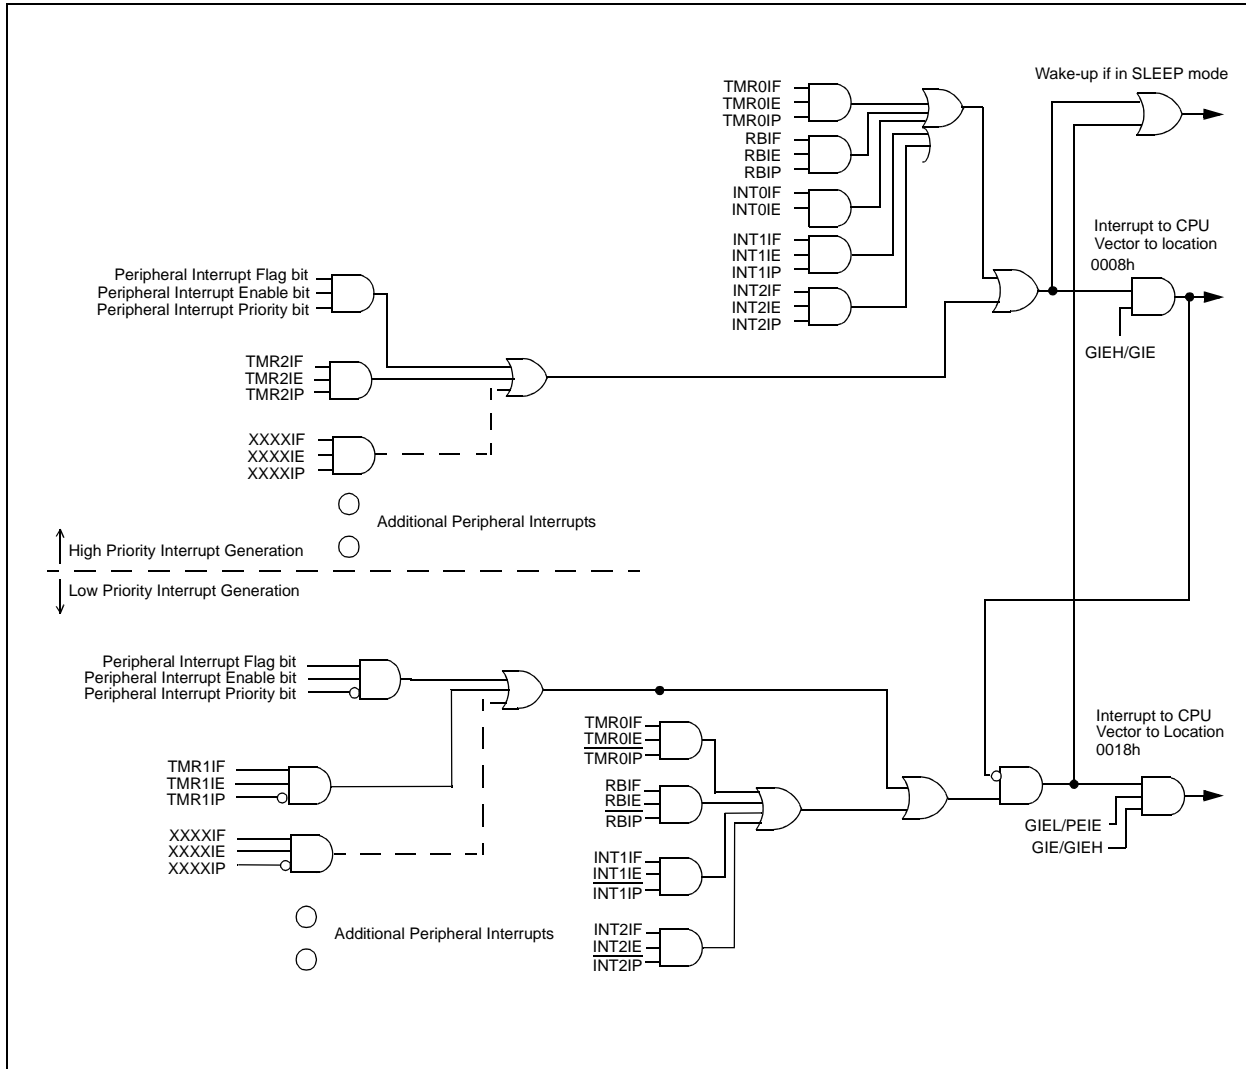 Wake-up if in SLEEP mode
TMR0IF
TMR0IE
TMR0IP
RBIF
RBIE
RBIP
INT0IF
INT0IE
INT1IF
INT1IE
INT1IP
INT2IF
INT2IE
INT2IP
Interrupt to CPU
Vector to location
0008h
GIEH/GIE
Peripheral Interrupt Flag bit
Peripheral Interrupt Enable bit
Peripheral Interrupt Priority bit
TMR2IF
TMR2IE
TMR2IP
XXXXIF
XXXXIE
XXXXIP
Additional Peripheral Interrupts
High Priority Interrupt Generation
Low Priority Interrupt Generation
Peripheral Interrupt Flag bit
Peripheral Interrupt Enable bit
Peripheral Interrupt Priority bit
TMR1IF
TMR1IE
TMR1IP
XXXXIF
XXXXIE
XXXXIP
Additional Peripheral Interrupts
TMR0IF
TMR0IE
TMR0IP
RBIF
RBIE
RBIP
INT1IF
INT1IE
INT1IP
INT2IF
INT2IE
INT2IP
Interrupt to CPU
Vector to Location
0018h
GIEL/PEIE
GIE/GIEH